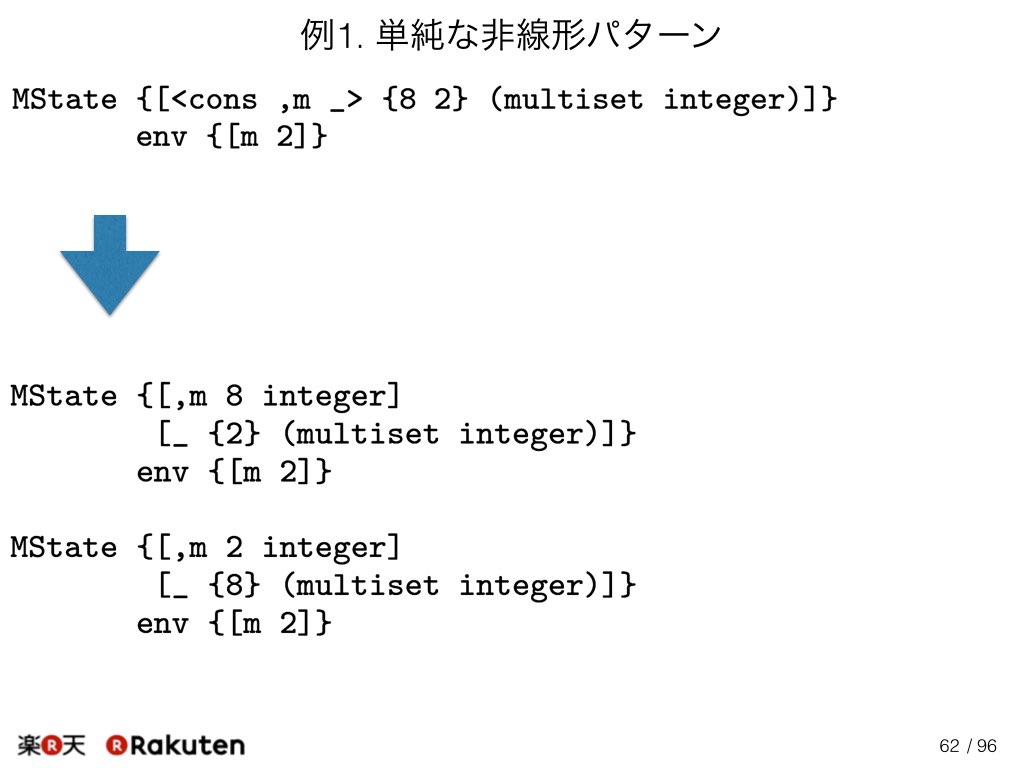 例1. 単純な非線形パターン
MState {[<cons ,m _> {8 2} (multiset integer)]}
env {[m 2]}
MState {[,m 8 integer]
[_ {2} (multiset integer)]}
env {[m 2]}
MState {[,m 2 integer]
[_ {8} (multiset integer)]}
env {[m 2]}
楽R天 R Rakuten
62 / 96